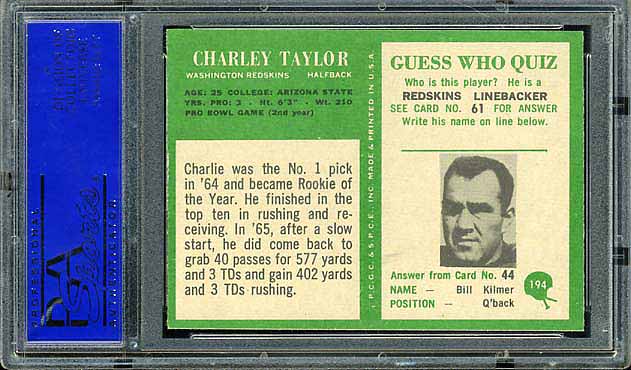 CHARLEY TAYLOR
WASHINGTON REDSKINS HALFBACK
AGE: 25 COLLEGE: ARIZONA STATE
YRS. PRO: 3 • Ht. 6'3" • Wt. 210
PRO BOWL GAME (2nd year)
Charlie was the No. 1 pick
in '64 and became Rookie of
the Year. He finished in the
top ten in rushing and re-
ceiving. In '65, after a slow
start, he did come back to
grab 40 passes for 577 yards
and 3 TDs and gain 402 yards
and 3 TDs rushing.
P.C.G.C. & S.P.C.E., INC. MADE & PRINTED IN U.S.A.
GUESS WHO QUIZ
Who is this player? He is a
REDSKINS LINEBACKER
SEE CARD NO. 61 FOR ANSWER
Write his name on line below.
Answer from Card No. 44
NAME — Bill Kilmer
POSITION — Q'back
194
PROFESSIONAL
PSA
Sports
AUTHENTICATOR